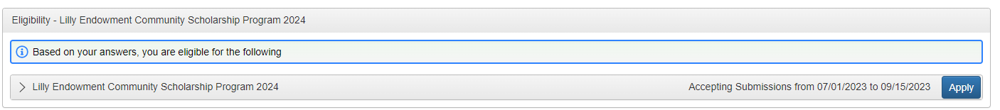 Eligibility - Lilly Endowment Community Scholarship Program 2024
Based on your answers, you are eligible for the following
Lilly Endowment Community Scholarship Program 2024 Accepting Submissions from 07/01/2023 to 09/15/2023 Apply